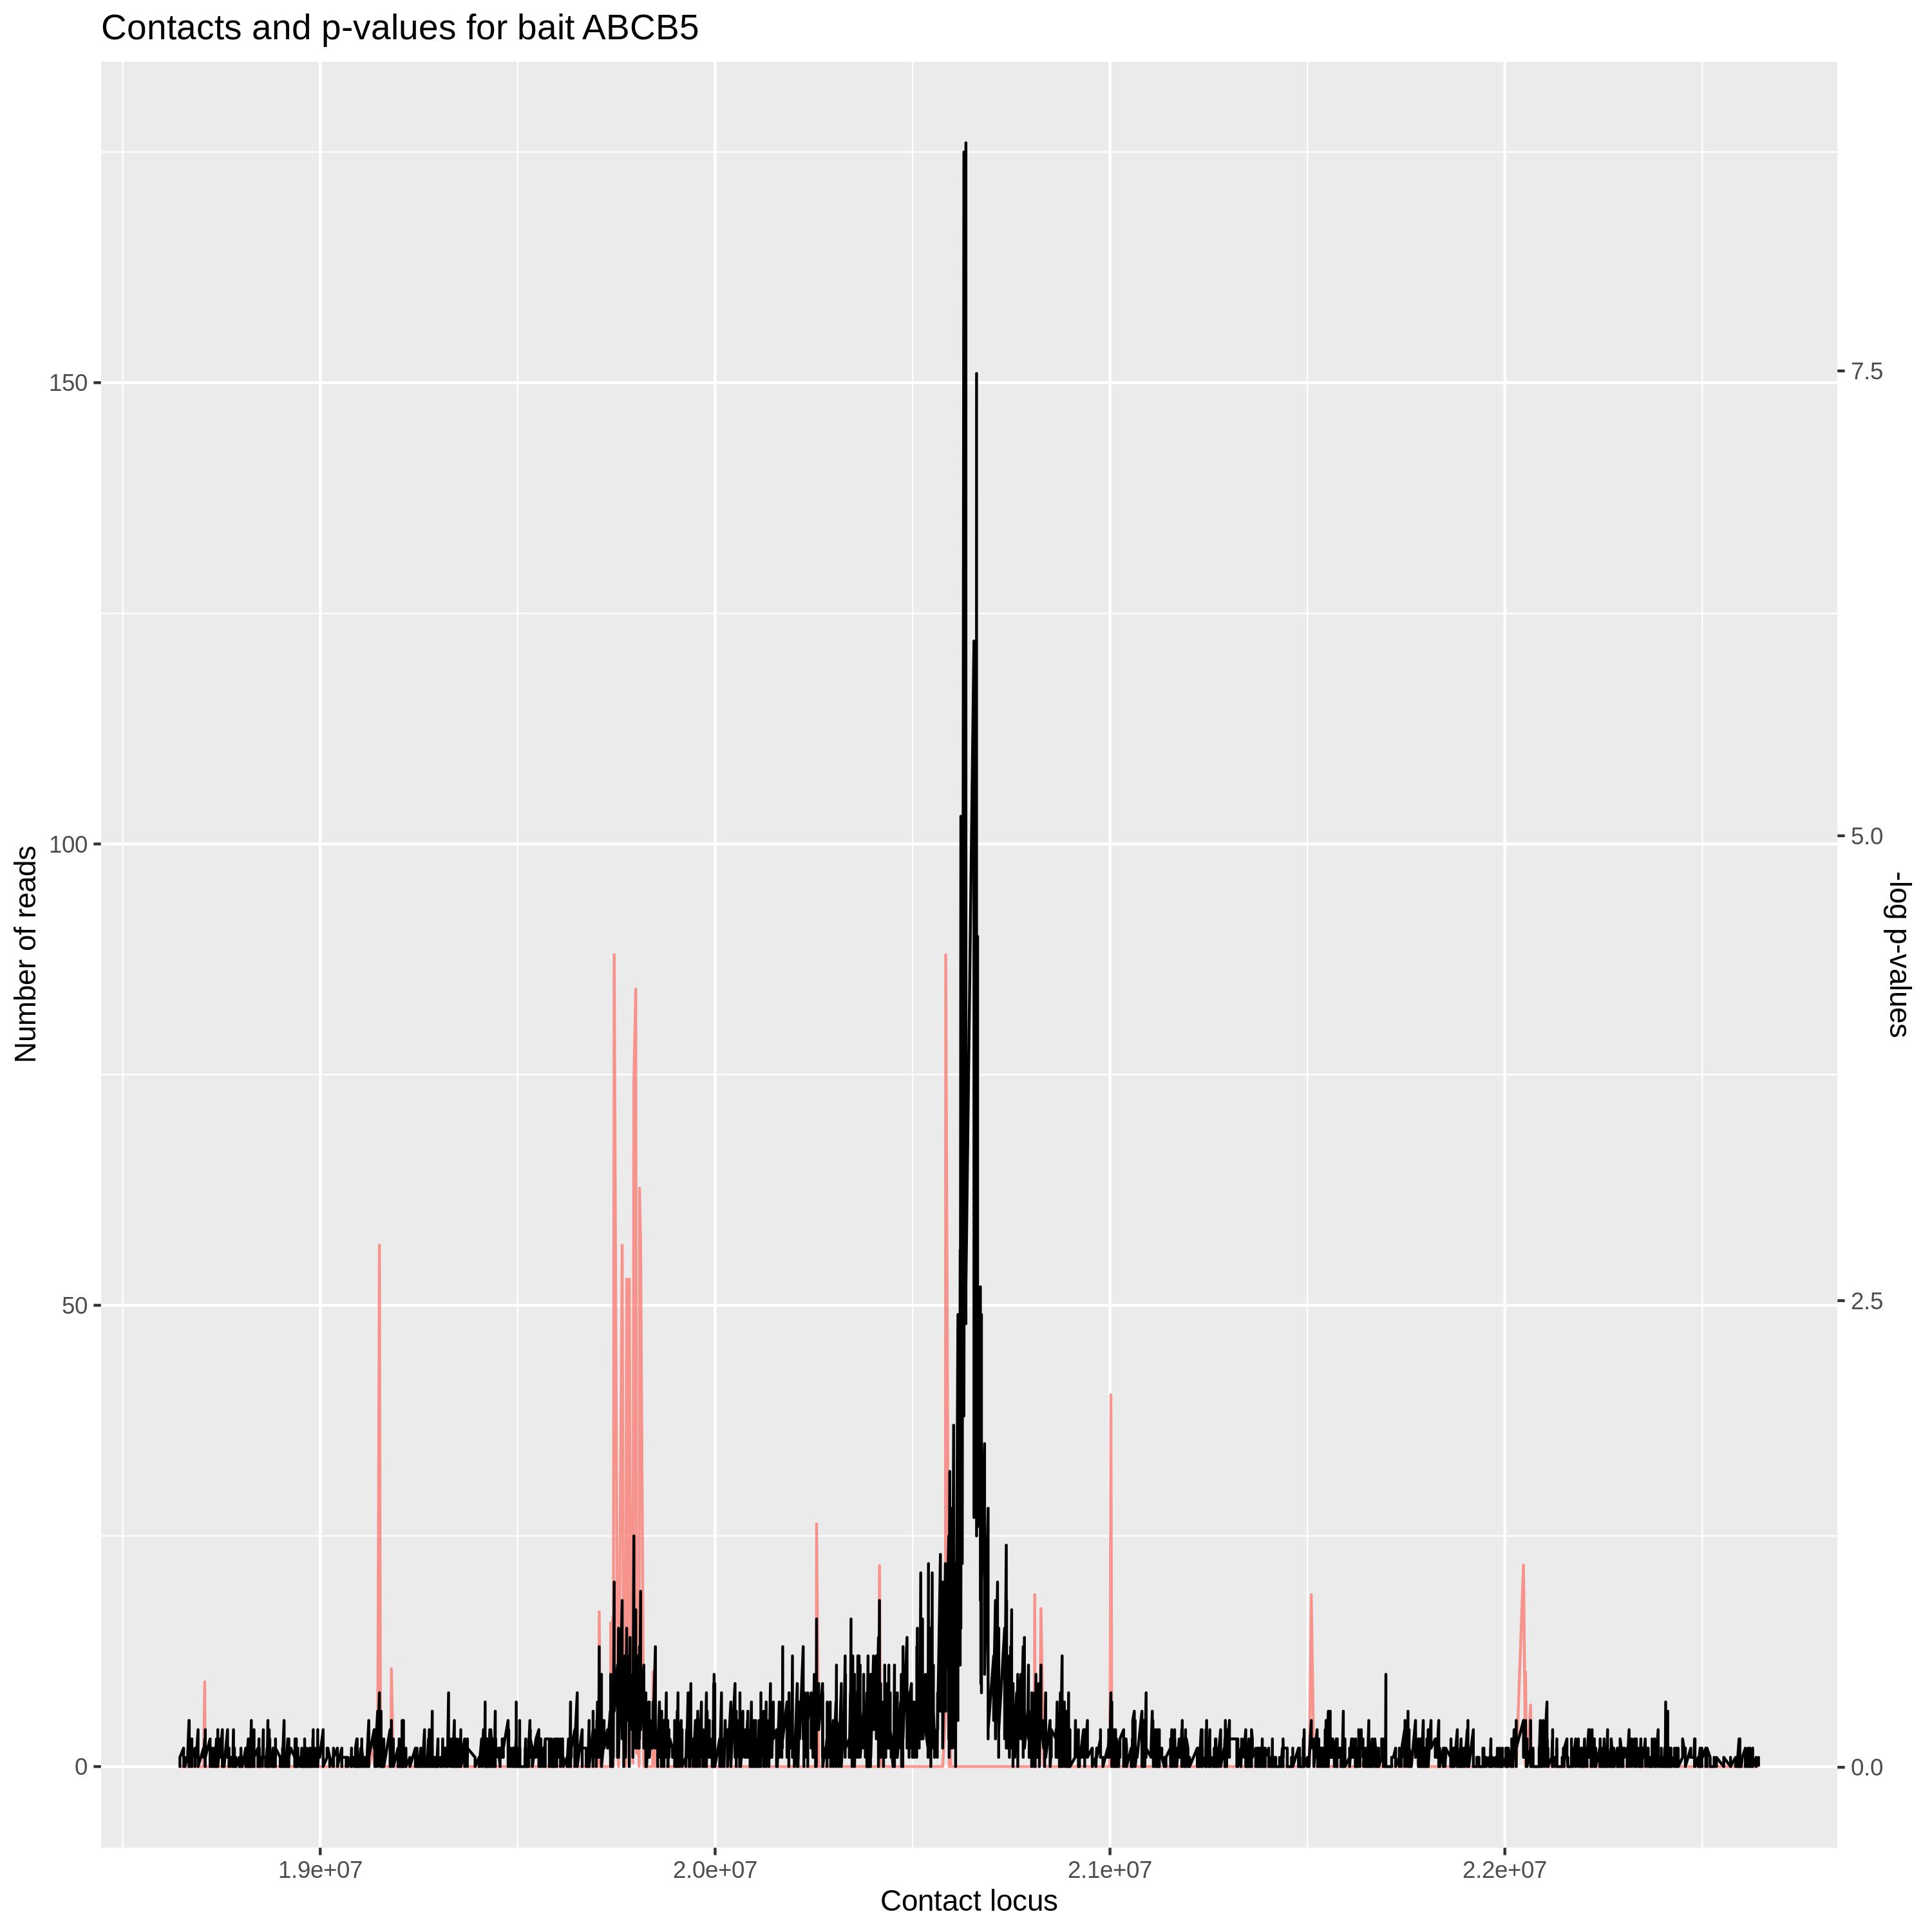 Contacts and p-values for bait ABCB5
Number of reads
150
100
50
0
7.5
5.0
2.5
0.0
-log p-values
1.9e+07
2.0e+07
2.1e+07
2.2e+07
Contact locus